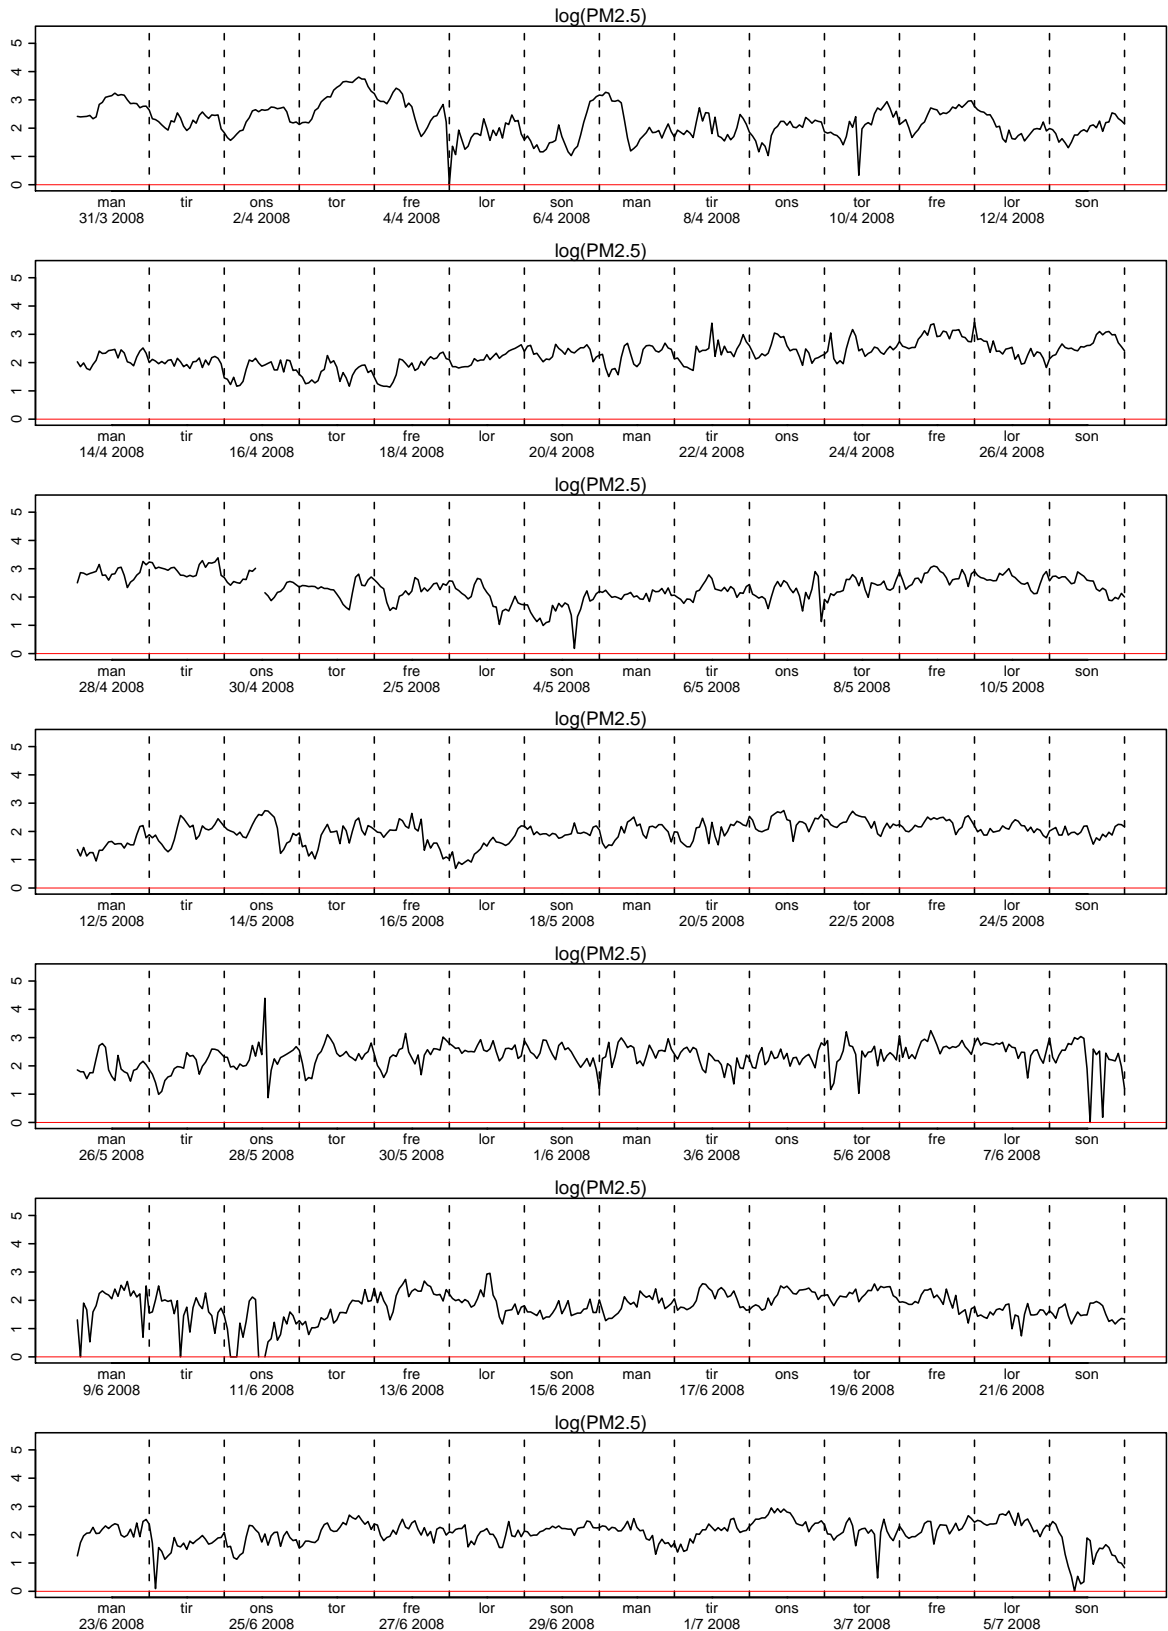 log(PM2.5)
0 1 2 3 4 5
man tir ons tor fre lor son man tir ons tor fre lor son
31/3 2008 2/4 2008 4/4 2008 6/4 2008 8/4 2008 10/4 2008 12/4 2008
log(PM2.5)
0 1 2 3 4 5
man tir ons tor fre lor son man tir ons tor fre lor son
14/4 2008 16/4 2008 18/4 2008 20/4 2008 22/4 2008 24/4 2008 26/4 2008
log(PM2.5)
0 1 2 3 4 5
man tir ons tor fre lor son man tir ons tor fre lor son
28/4 2008 30/4 2008 2/5 2008 4/5 2008 6/5 2008 8/5 2008 10/5 2008
log(PM2.5)
0 1 2 3 4 5
man tir ons tor fre lor son man tir ons tor fre lor son
12/5 2008 14/5 2008 16/5 2008 18/5 2008 20/5 2008 22/5 2008 24/5 2008
log(PM2.5)
0 1 2 3 4 5
man tir ons tor fre lor son man tir ons tor fre lor son
26/5 2008 28/5 2008 30/5 2008 1/6 2008 3/6 2008 5/6 2008 7/6 2008
log(PM2.5)
0 1 2 3 4 5
man tir ons tor fre lor son man tir ons tor fre lor son
9/6 2008 11/6 2008 13/6 2008 15/6 2008 17/6 2008 19/6 2008 21/6 2008
log(PM2.5)
0 1 2 3 4 5
man tir ons tor fre lor son man tir ons tor fre lor son
23/6 2008 25/6 2008 27/6 2008 29/6 2008 1/7 2008 3/7 2008 5/7 2008